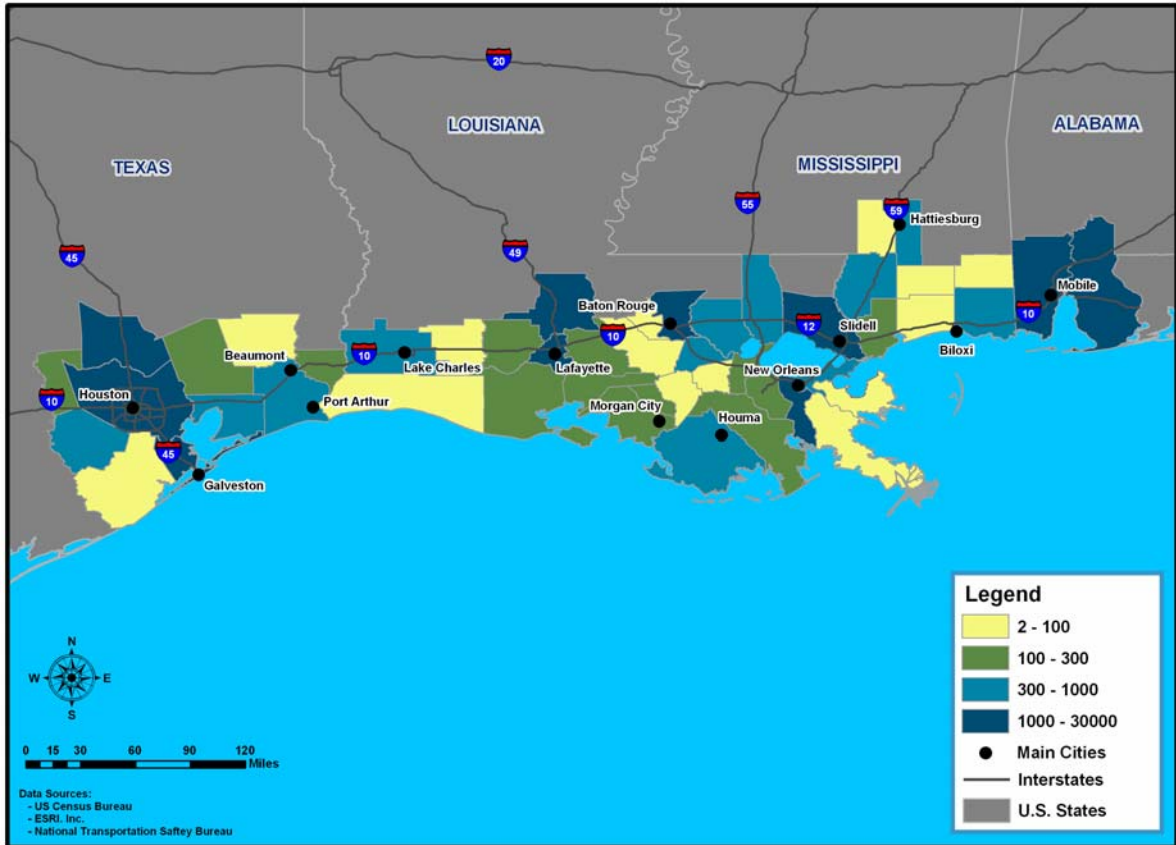 20
LOUISIANA
ALABAMA
TEXAS
MISSISSIPPI
55
59
Hattiesburg
45
49
Mobile
Baton Rouge
10
12
Slidell
10
Beaumont
10
Biloxi
Lake Charles
Lafayette
New Orleans
10
Houston
Port Arthur
Morgan City
Houma
45
Galveston
Legend
2 - 100
100 - 300
300 - 1000
1000 - 30000
Main Cities
Interstates
U.S. States
N
W
E
S
0 15 30 60 90 120
Miles
Data Sources:
- US Census Bureau
- ESRI. Inc.
- National Transportation Saftey Bureau